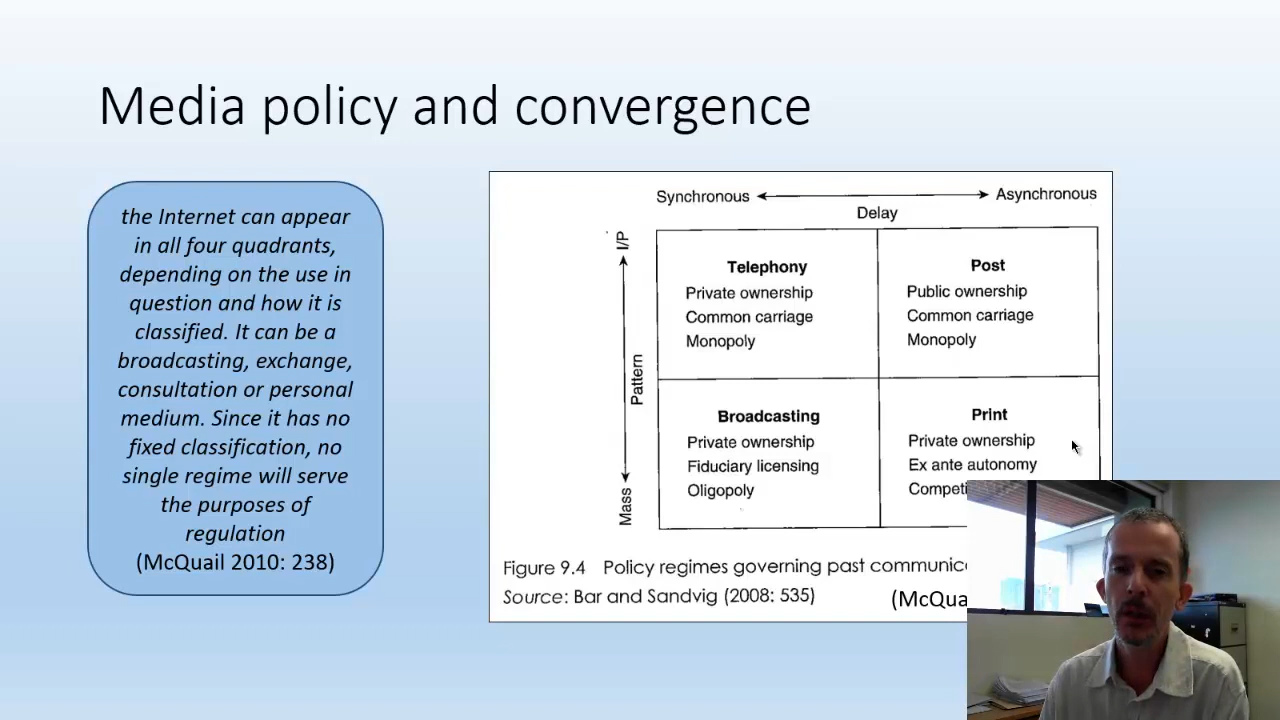 Media policy and convergence
the Internet can appear
in all four quadrants,
depending on the use in
question and how it is
classified. It can be a
broadcasting, exchange,
consultation or personal
medium. Since it has no
fixed classification, no
single regime will serve
the purposes of
regulation
(McQuail 2010: 238)
Synchronous Asynchronous
Delay
I/P
Pattern
Mass
Telephony
Private ownership
Common carriage
Monopoly
Post
Public ownership
Common carriage
Monopoly
Broadcasting
Private ownership
Fiduciary licensing
Oligopoly
Print
Private ownership
Ex ante autonomy
Figure 9.4 Policy regimes governing past
Source: Bar and Sandvig (2008: 535)